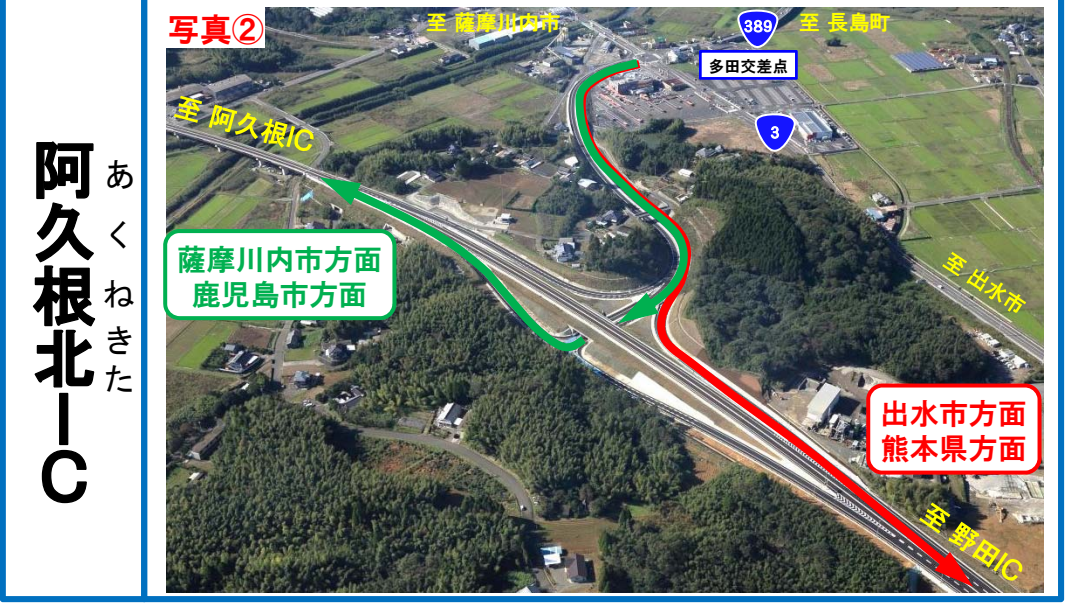 阿久根北IC
あくねきた
写真②
至 薩摩川内市
389
至 長島町
多田交差点
3
至 阿久根IC
薩摩川内市方面
鹿児島市方面
至 出水市
出水市方面
熊本県方面
至 野田IC